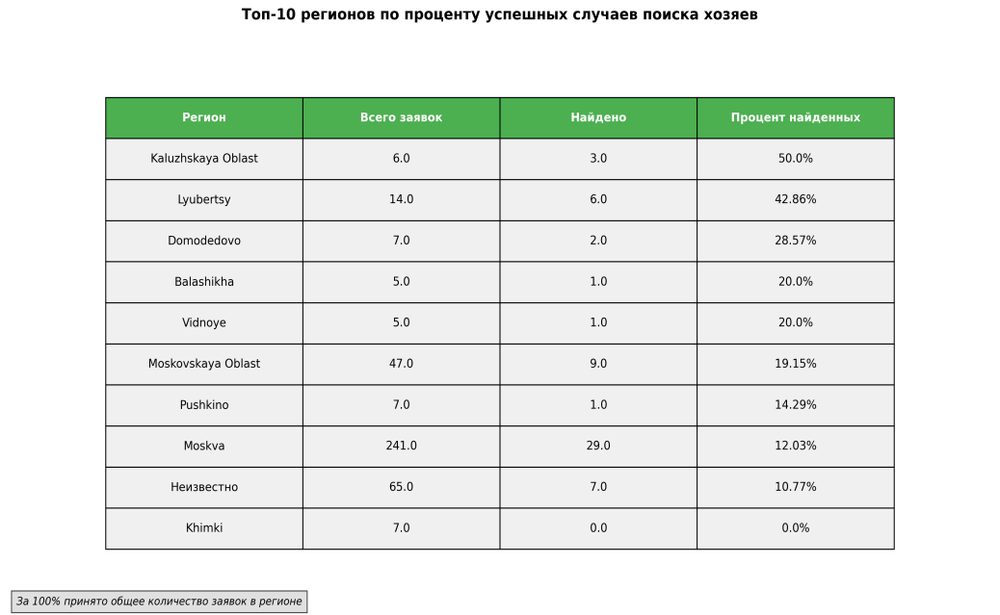 Топ-10 регионов по проценту успешных случаев поиска хозяев
Регион Всего заявок Найдено Процент найденных
Kaluzhskaya Oblast 6.0 3.0 50.0%
Lyubertsy 14.0 6.0 42.86%
Domodedovo 7.0 2.0 28.57%
Balashikha 5.0 1.0 20.0%
Vidnoye 5.0 1.0 20.0%
Moskovskaya Oblast 47.0 9.0 19.15%
Pushkino 7.0 1.0 14.29%
Moskva 241.0 29.0 12.03%
Неизвестно 65.0 7.0 10.77%
Khimki 7.0 0.0 0.0%
За 100% принято общее количество заявок в регионе